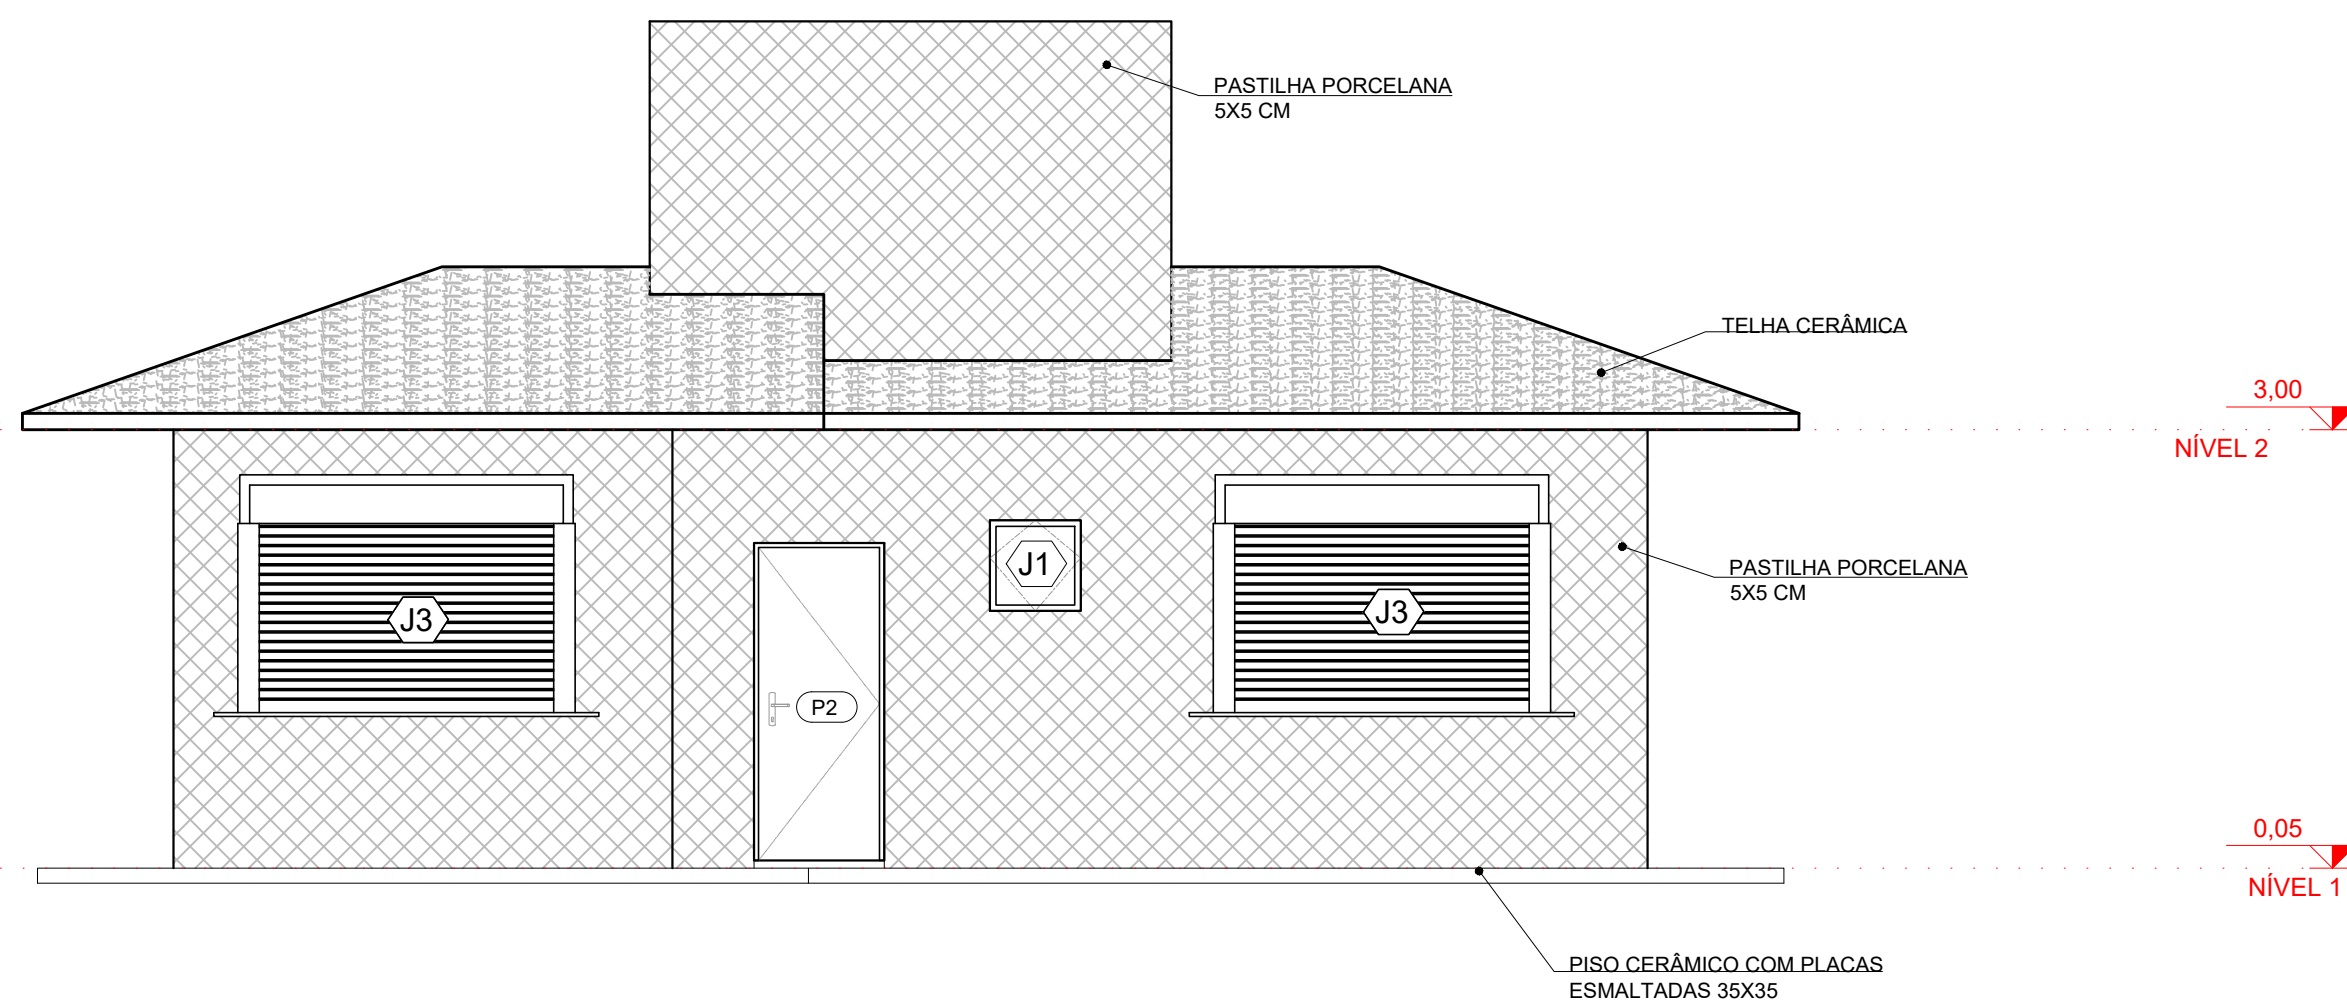 PASTILHA PORCELANA
5X5 CM
TELHA CERÂMICA
3,00
NÍVEL 2
J1
PASTILHA PORCELANA
5X5 CM
J3
J3
P2
0,05
NÍVEL 1
PISO CERÂMICO COM PLACAS
ESMALTADAS 35X35